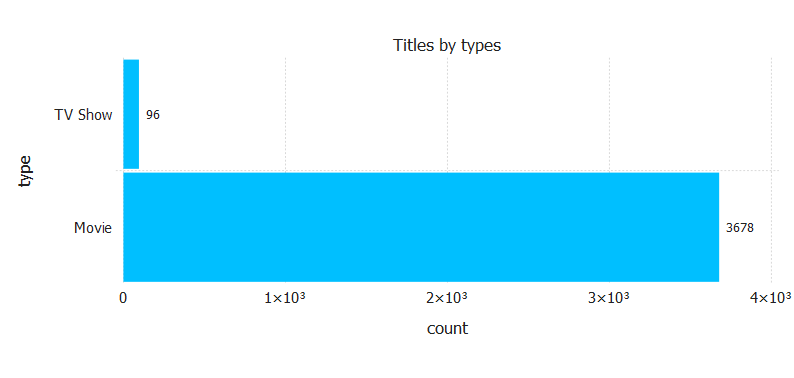 Titles by types
type
TV Show
96
Movie
3678
0 1×10³ 2×10³ 3×10³ 4×10³
count